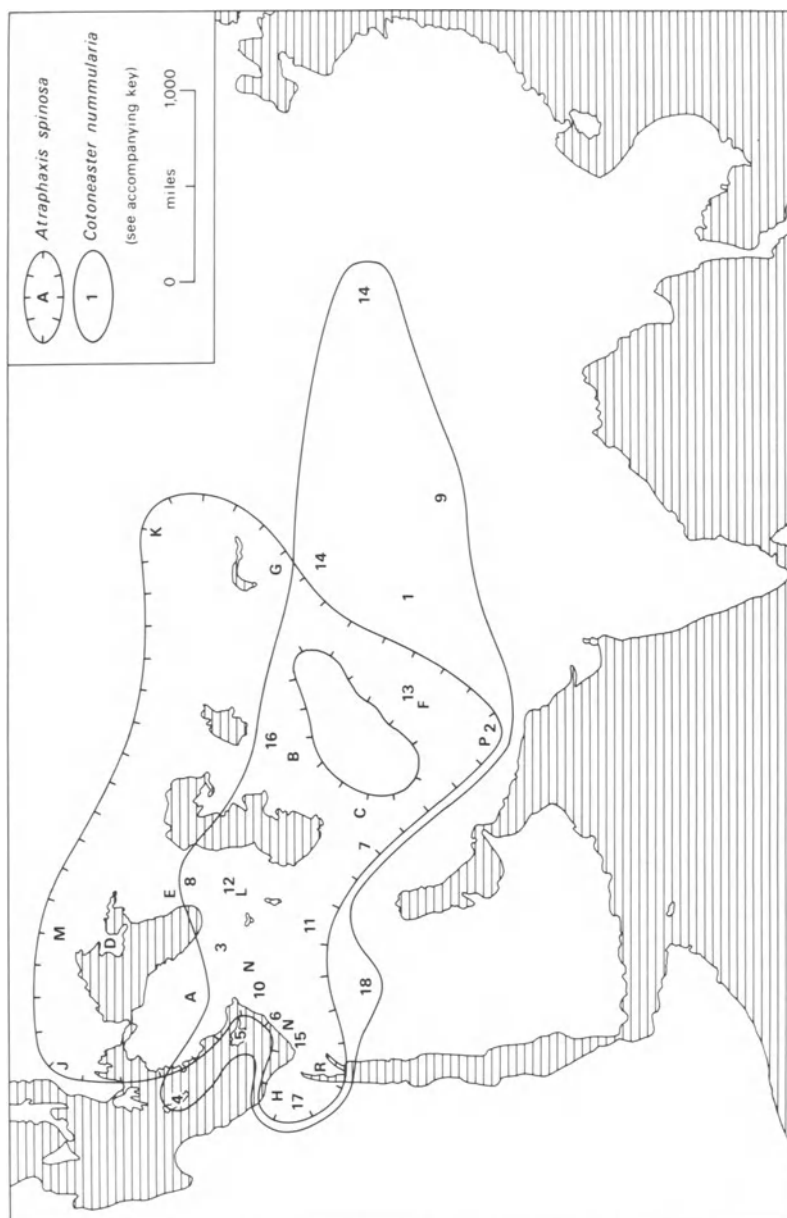 A Atraphaxis spinosa
1 Cotoneaster nummularia
(see accompanying key)
0 miles 1,000
J
M
D
K
E
4
A
8
3
12
5
L
N
10
G
16
6
H
N
B
17
15
11
R
14
C
14
18
7
1
13
F
9
P 2